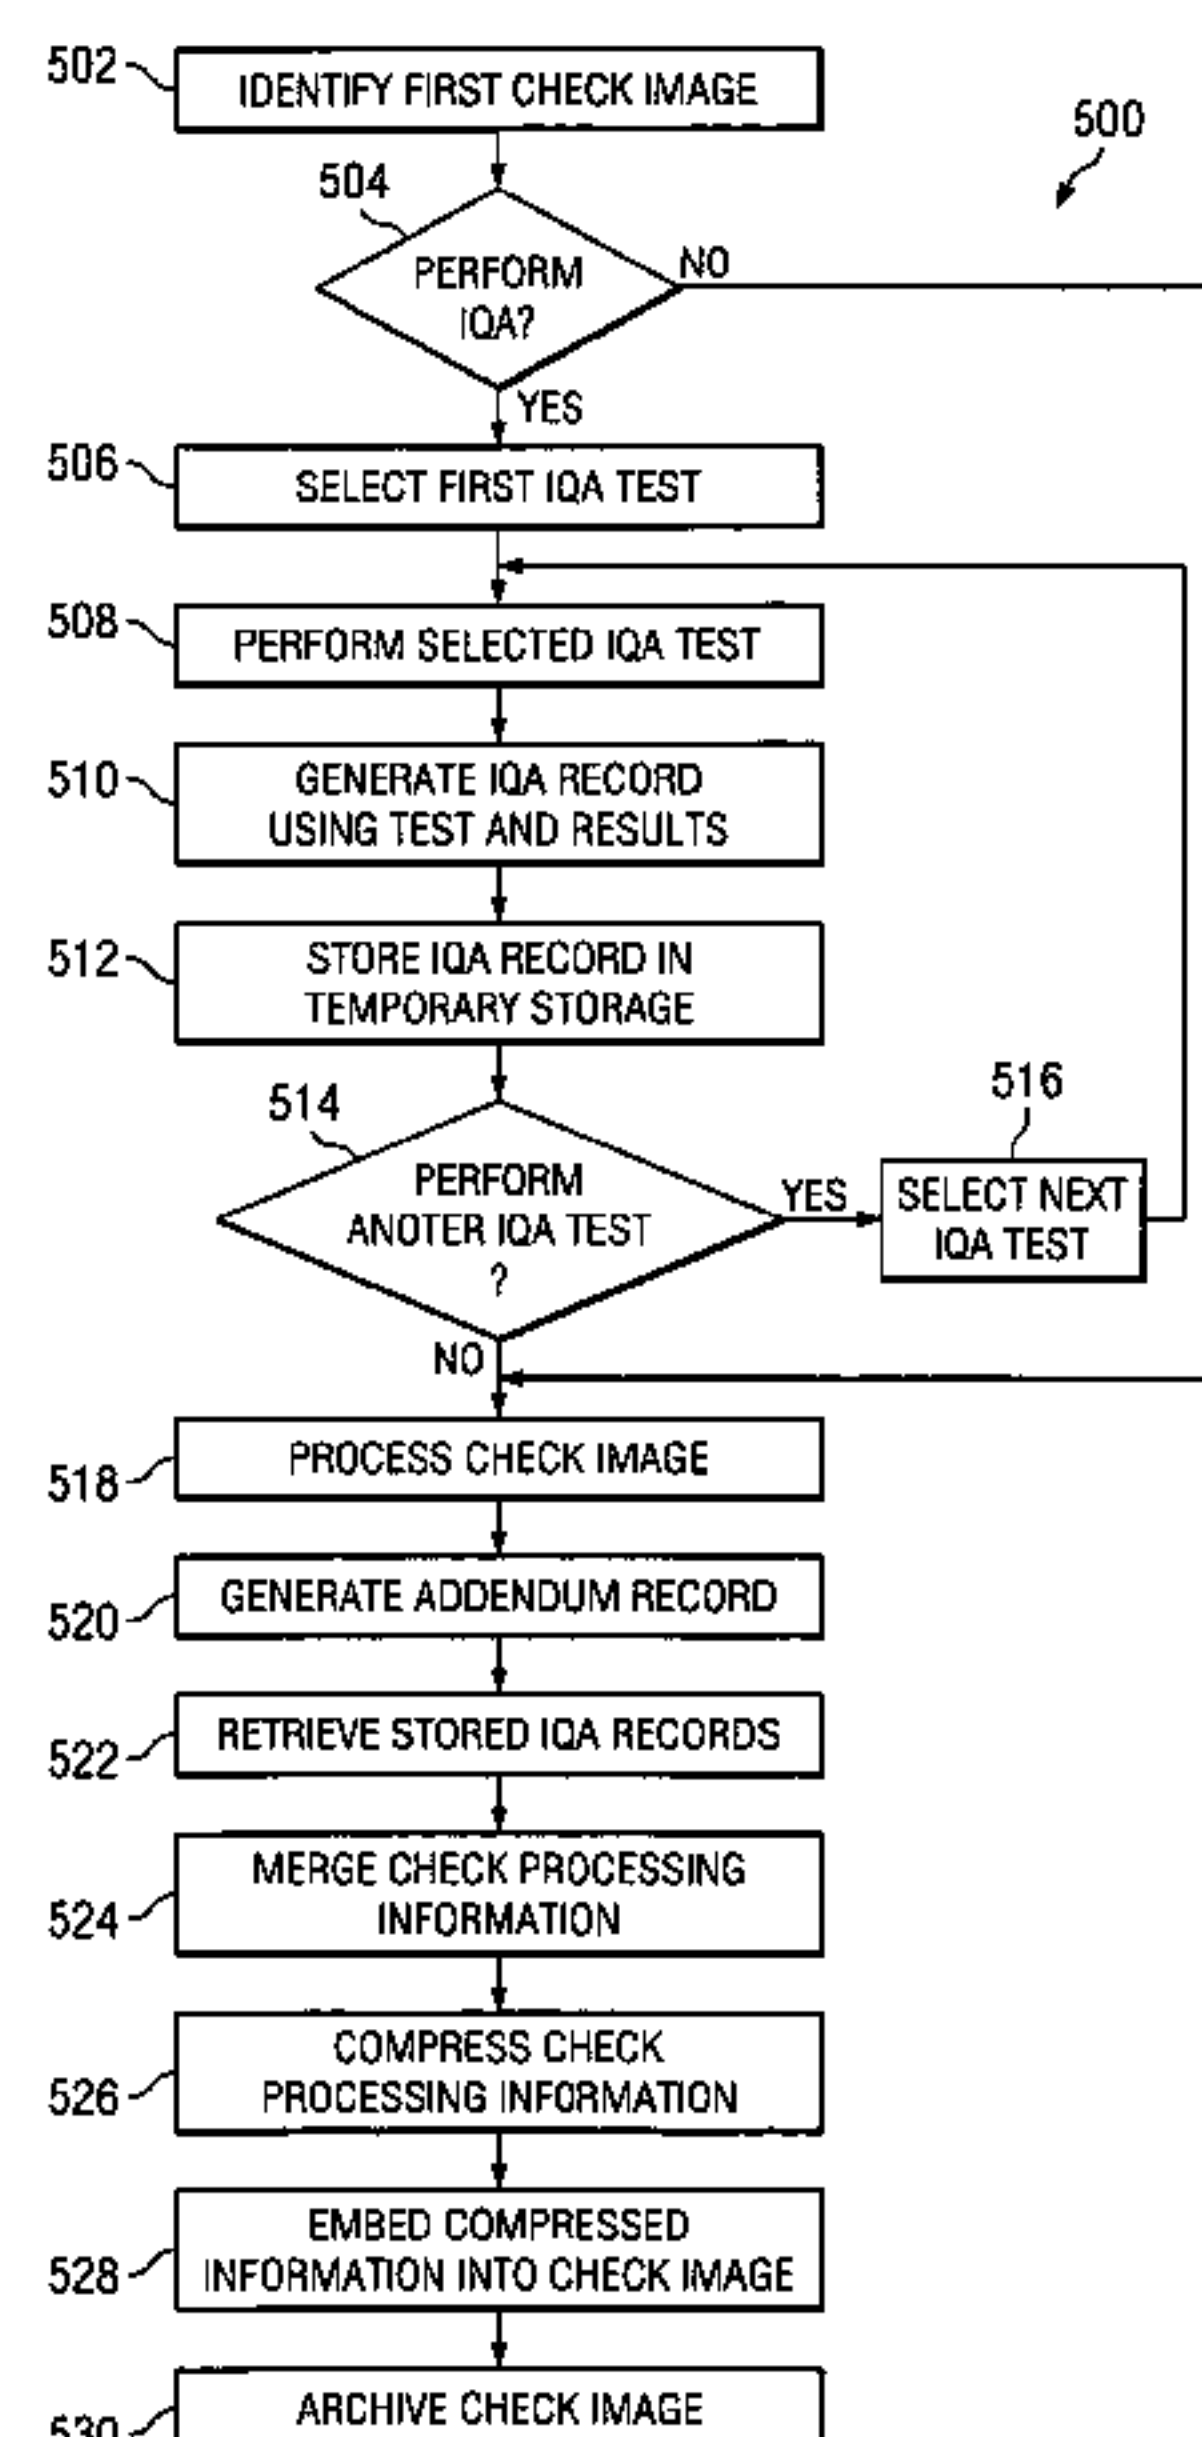 502
IDENTIFY FIRST CHECK IMAGE
500
504
PERFORM
IQA?
NO
YES
506
SELECT FIRST IQA TEST
508
PERFORM SELECTED IQA TEST
510
GENERATE IQA RECORD
USING TEST AND RESULTS
512
STORE IQA RECORD IN
TEMPORARY STORAGE
514
PERFORM
ANOTER IQA TEST
?
YES
516
SELECT NEXT
IQA TEST
NO
518
PROCESS CHECK IMAGE
520
GENERATE ADDENDUM RECORD
522
RETRIEVE STORED IQA RECORDS
524
MERGE CHECK PROCESSING
INFORMATION
526
COMPRESS CHECK
PROCESSING INFORMATION
528
EMBED COMPRESSED
INFORMATION INTO CHECK IMAGE
530
ARCHIVE CHECK IMAGE